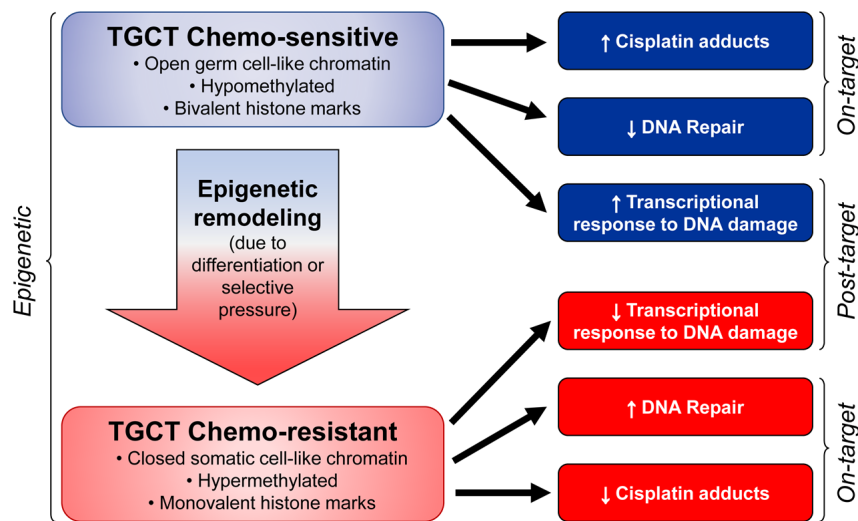 TGCT Chemo-sensitive
• Open germ cell-like chromatin
• Hypomethylated
• Bivalent histone marks
↑ Cisplatin adducts
↓ DNA Repair
On-target
Epigenetic
Epigenetic
remodeling
(due to
differentiation or
selective
pressure)
↑ Transcriptional
response to DNA damage
↓ Transcriptional
response to DNA damage
Post-target
TGCT Chemo-resistant
• Closed somatic cell-like chromatin
• Hypermethylated
• Monovalent histone marks
↑ DNA Repair
↓ Cisplatin adducts
On-target